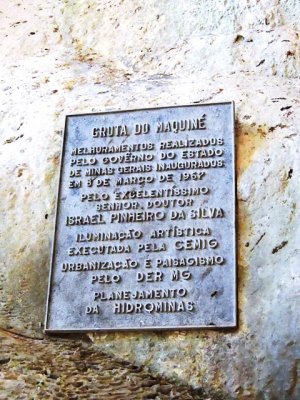 GRUTA DO MAQUINÉ
MELHURAMENTOS REALIZADOS
PELO GOVÊRNO DO ESTADO
DE MINAS GERAIS INAUGURADOS
EM 8 DE MARÇO DE 1967
PELO EXCELENTÍSSIMO
SENHOR. DOUTOR
ISRAEL PINHEIRO DA SILVA
ILUMINAÇÃO ARTÍSTICA
EXECUTADA PELA CEMIG
URBANIZAÇÃO E PAISAGISMO
PELO DER MG
PLANEJAMENTO
DA HIDROMINAS